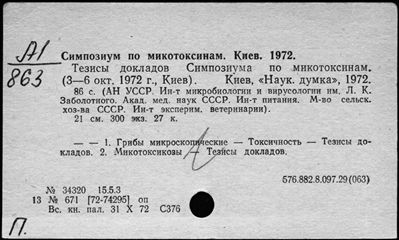 А1
863
Симпозиум по микотоксинам. Киев. 1972.
Тезисы докладов Симпозиума по микотоксинам.
(3—6 окт. 1972 г., Киев). Киев, «Наук. думка», 1972.
86 с. (АН УССР. Ин-т микробиологии и вирусологии им. Л. К.
Заболотного. Акад. мед. наук СССР. Ин-т питания. М-во сельск.
хоз-ва СССР. Ин-т эксперим. ветеринарии).
21 см. 300 экз. 27 к.
— — 1. Грибы микроскопические — Токсичность — Тезисы до-
кладов. 2. Микотоксикозы — Тезисы докладов.
576.882.8.097.29(063)
№ 34320 15.5.3
13 № 671 [72-74295] оп
Вс. кн. пал. 31 X 72 С376
П.